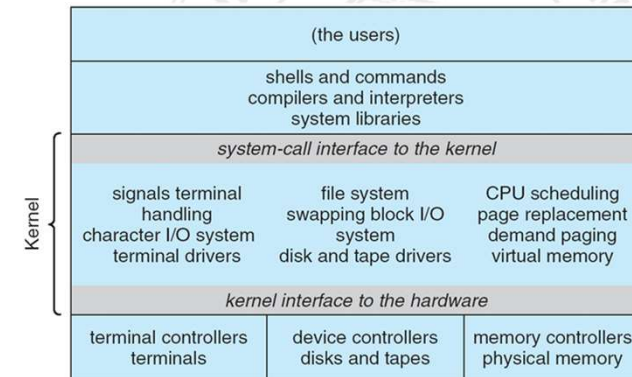 (the users)
shells and commands
compilers and interpreters
system libraries
system-call interface to the kernel
Kernel
signals terminal
handling
character I/O system
terminal drivers
file system
swapping block I/O
system
disk and tape drivers
CPU scheduling
page replacement
demand paging
virtual memory
kernel interface to the hardware
terminal controllers
terminals
device controllers
disks and tapes
memory controllers
physical memory